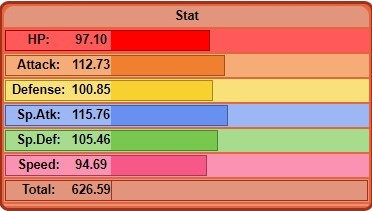 Stat
HP: 97.10
Attack: 112.73
Defense: 100.85
Sp.Atk: 115.76
Sp.Def: 105.46
Speed: 94.69
Total: 626.59